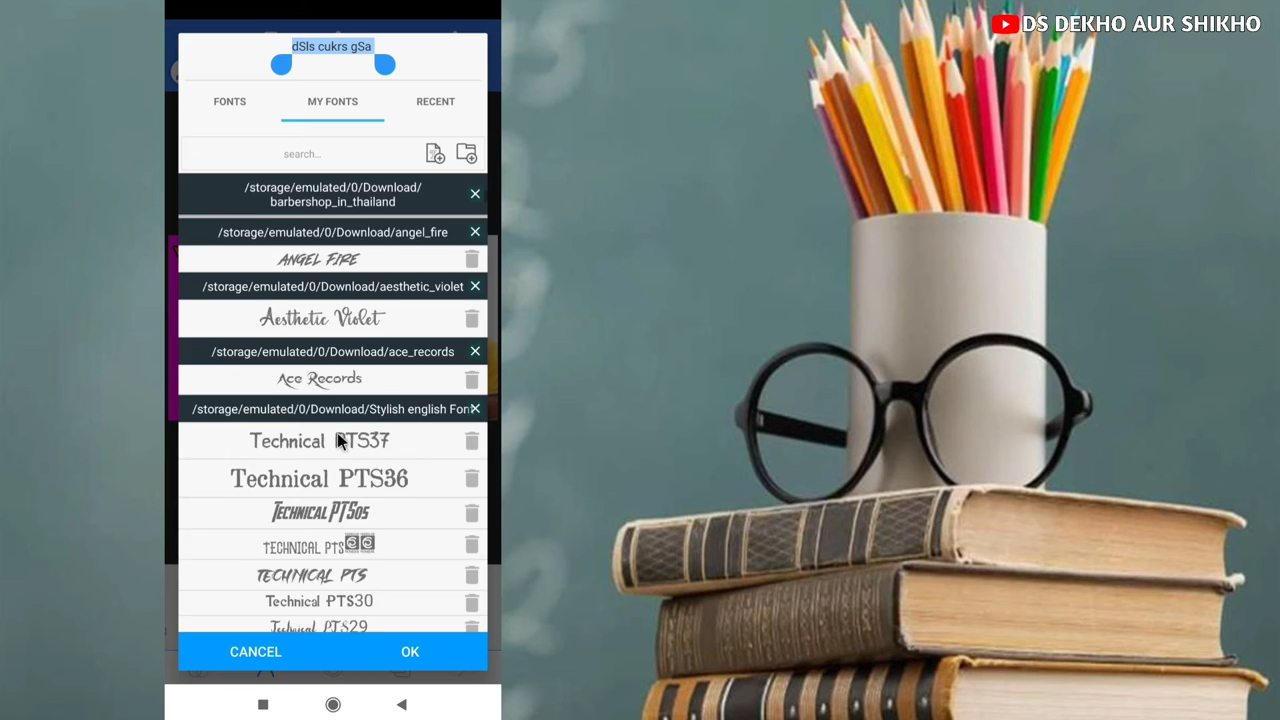 DS DEKHO AUR SHIKHO
dSls cukrs gSa
FONTS MY FONTS RECENT
search...
/storage/emulated/0/Download/
barbershop_in_thailand
/storage/emulated/0/Download/angel_fire
ANGEL FIRE
/storage/emulated/0/Download/aesthetic_violet
Aesthetic Violet
/storage/emulated/0/Download/ace_records
Ace Records
/storage/emulated/0/Download/Stylish english Fon
Technical PTS37
Technical PTS36
TECHNICAL PTS05
TECHNICAL PTS
TECHNICAL PTS
Technical PTS30
Technical PTS29
CANCEL OK